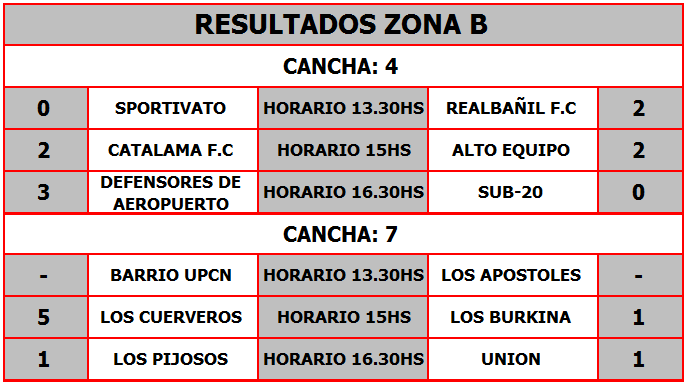 RESULTADOS ZONA B
CANCHA: 4
0 SPORTIVATO HORARIO 13.30HS REALBAÑIL F.C 2
2 CATALAMA F.C HORARIO 15HS ALTO EQUIPO 2
3 DEFENSORES DE AEROPUERTO HORARIO 16.30HS SUB-20 0
CANCHA: 7
- BARRIO UPCN HORARIO 13.30HS LOS APOSTOLES -
5 LOS CUERVEROS HORARIO 15HS LOS BURKINA 1
1 LOS PIJOSOS HORARIO 16.30HS UNION 1